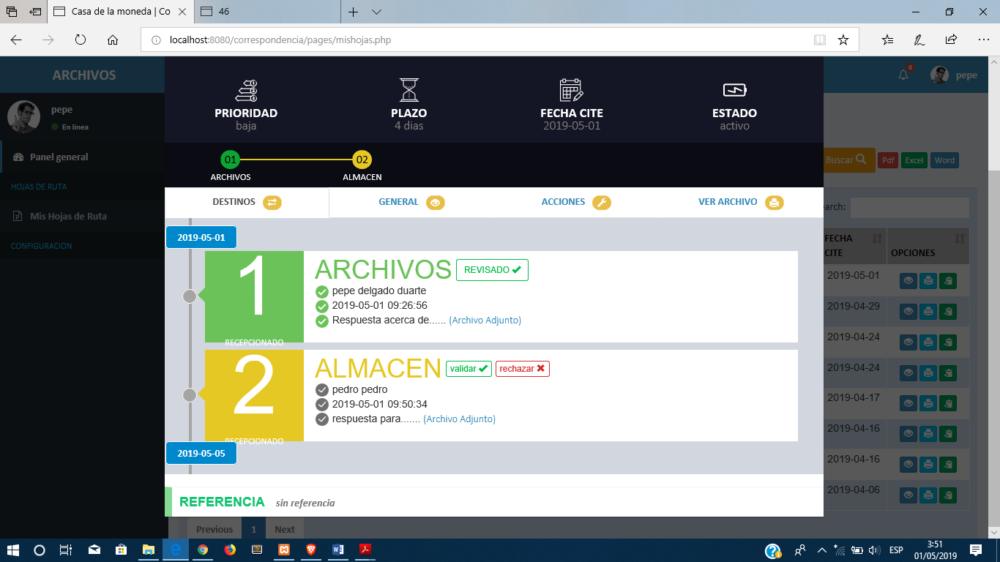 Casa de la moneda | Co
46
localhost:8080/correspondencia/pages/mishojas.php
ARCHIVOS
0
pepe
pepe
En linea
Panel general
HOJAS DE RUTA
Mis Hojas de Ruta
CONFIGURACION
PRIORIDAD
baja
PLAZO
4 dias
FECHA CITE
2019-05-01
ESTADO
activo
01
02
ARCHIVOS
ALMACEN
Buscar
Pdf
Excel
Word
DESTINOS
GENERAL
ACCIONES
VER ARCHIVO
earch:
2019-05-01
FECHA
CITE
OPCIONES
1
RECEPCIONADO
ARCHIVOS REVISADO
pepe delgado duarte
2019-05-01 09:26:56
Respuesta acerca de...... (Archivo Adjunto)
2
RECEPCIONADO
ALMACEN validar rechazar
pedro pedro
2019-05-01 09:50:34
respuesta para....... (Archivo Adjunto)
2019-05-05
2019-05-01
2019-04-29
2019-04-24
2019-04-24
2019-04-17
2019-04-16
2019-04-16
2019-04-06
REFERENCIA sin referencia
Previous 1 Next
ESP
3:51
01/05/2019